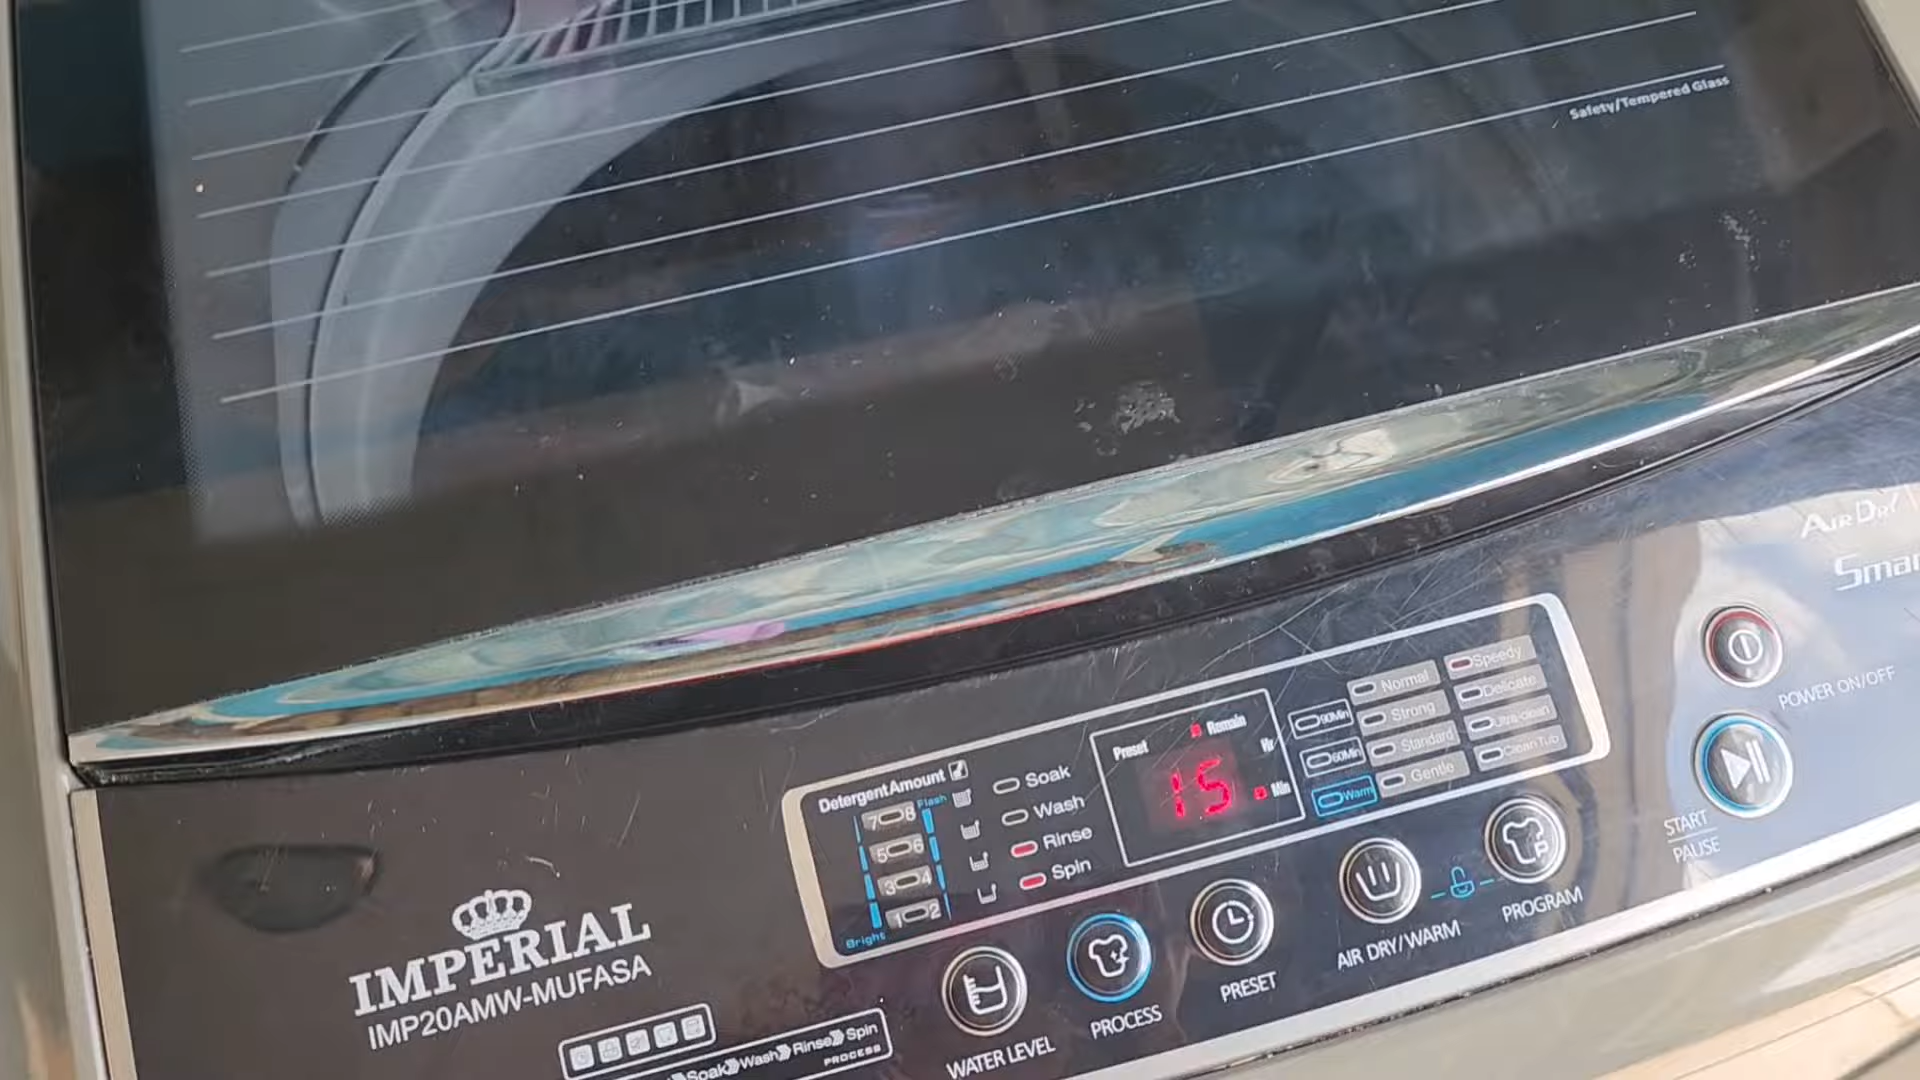 Safety/Tempered Glass
AIR DRY
POWER ON/OFF
START
PAUSE
Detergent Amount
Flash
7 8
5 6
3 4
1 2
Bright
Soak
Wash
Rinse
Spin
Preset
Remain
Hr
15
Min
90Min
60Min
Warm
Normal
Strong
Standard
Gentle
Speedy
Delicate
Ultra-clean
Clean Tub
WATER LEVEL
PROCESS
PRESET
AIR DRY/WARM
PROGRAM
IMPERIAL
IMP20AMW-MUFASA
Soak Wash Rinse Spin
PROCESS